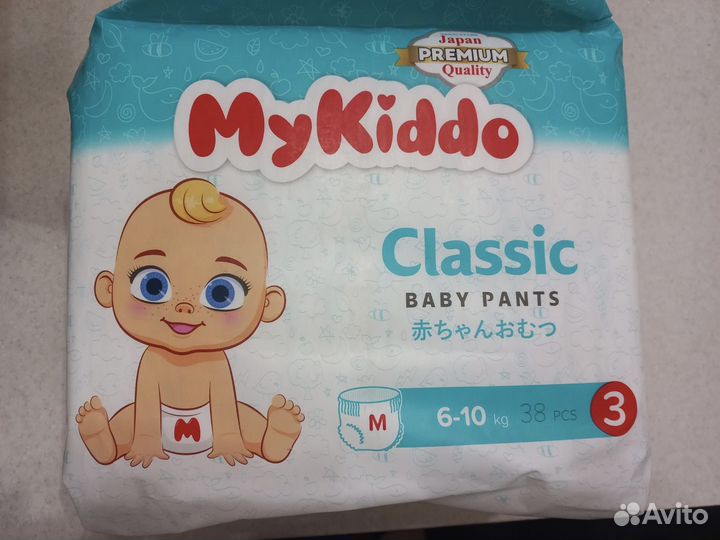 Japan
PREMIUM
Quality
MyKiddo
Classic
BABY PANTS
赤ちゃんおむつ
M
M 6-10 kg 38 PCS 3
Avito